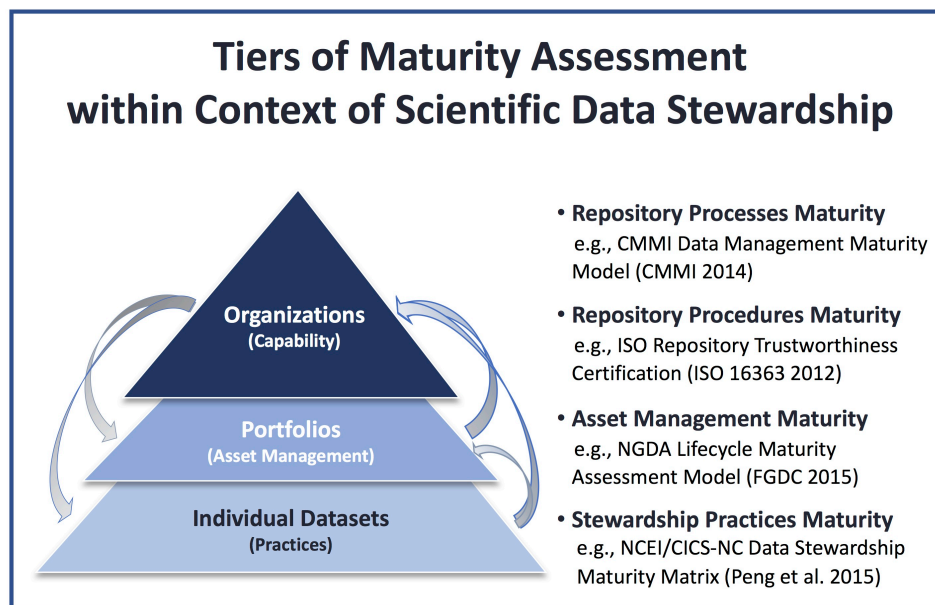 Tiers of Maturity Assessment
within Context of Scientific Data Stewardship
Organizations
(Capability)
Portfolios
(Asset Management)
Individual Datasets
(Practices)
• Repository Processes Maturity
e.g., CMMI Data Management Maturity
Model (CMMI 2014)
• Repository Procedures Maturity
e.g., ISO Repository Trustworthiness
Certification (ISO 16363 2012)
• Asset Management Maturity
e.g., NGDA Lifecycle Maturity
Assessment Model (FGDC 2015)
• Stewardship Practices Maturity
e.g., NCEI/CICS-NC Data Stewardship
Maturity Matrix (Peng et al. 2015)